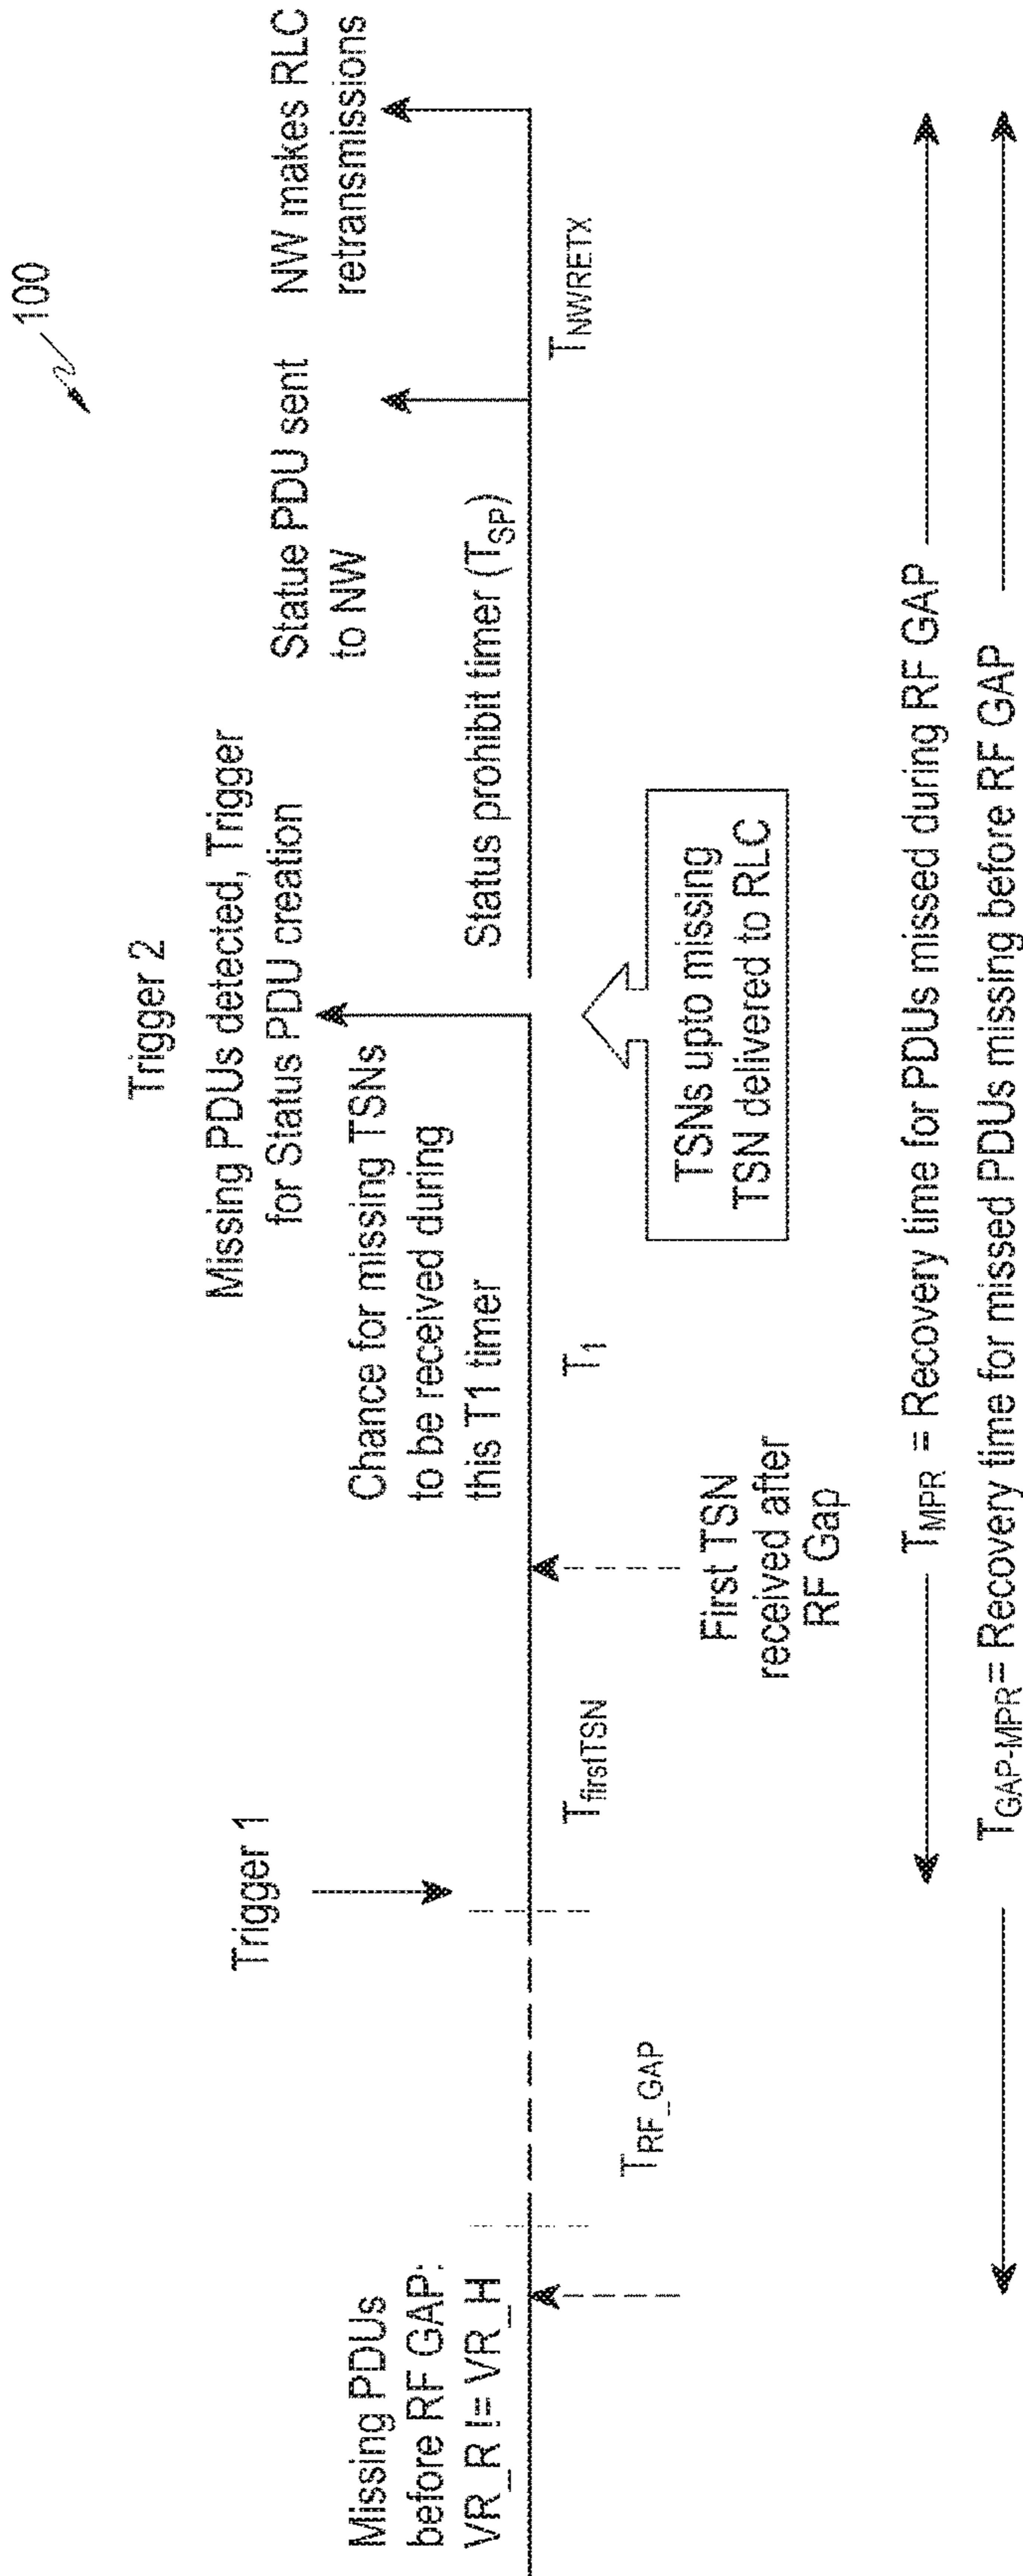 100
Trigger 2
Missing PDUs detected, Trigger
for Status PDU creation
Trigger 1
Missing PDUs
before RF GAP:
VR_R != VR_H
Chance for missing TSNs
to be received during
this T1 timer
Statue PDU sent
to NW
NW makes RLC
retransmissions
Status prohibit timer (TSP)
TRF_GAP
TfirstTSN
T1
TNWRETX
First TSN
received after
RF Gap
TSNs upto missing
TSN delivered to RLC
TMPR = Recovery time for PDUs missed during RF GAP
TGAP-MPR= Recovery time for missed PDUs missing before RF GAP